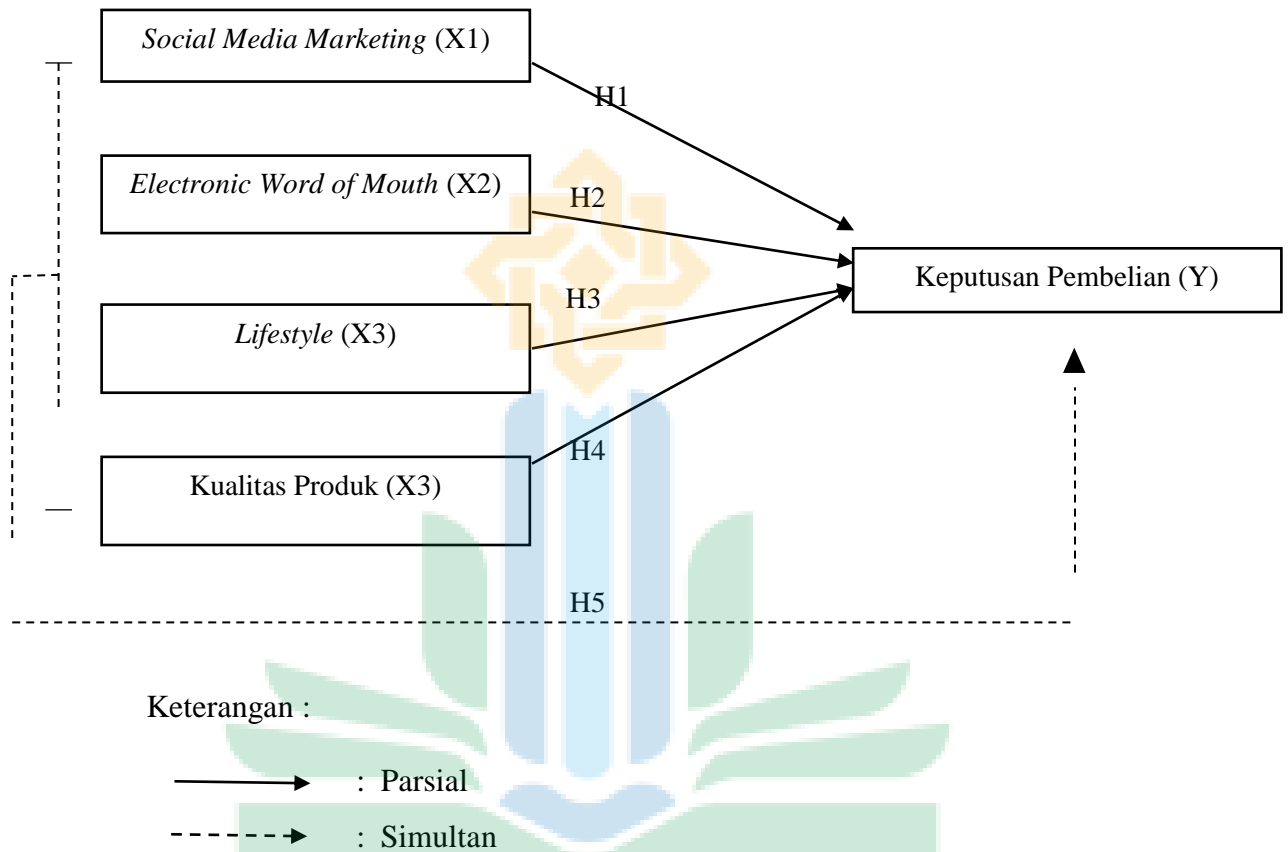 Social Media Marketing (X1)
H1
Electronic Word of Mouth (X2)
H2
Keputusan Pembelian (Y)
H3
Lifestyle (X3)
H4
Kualitas Produk (X3)
H5
Keterangan :
: Parsial
: Simultan